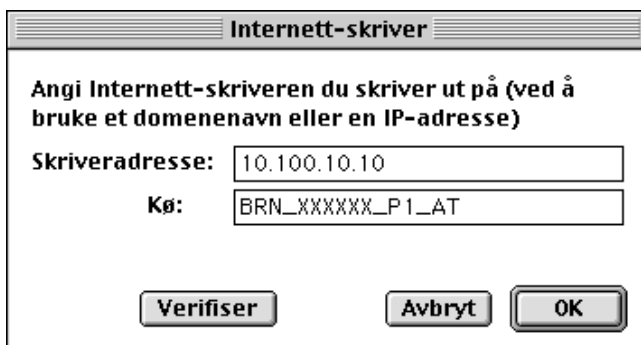 Internett-skriver
Angi Internett-skriveren du skriver ut på (ved å
bruke et domenenavn eller en IP-adresse)
Skriveradresse: 10.100.10.10
Kø: BRN_XXXXXX_P1_AT
Verifiser Avbryt OK